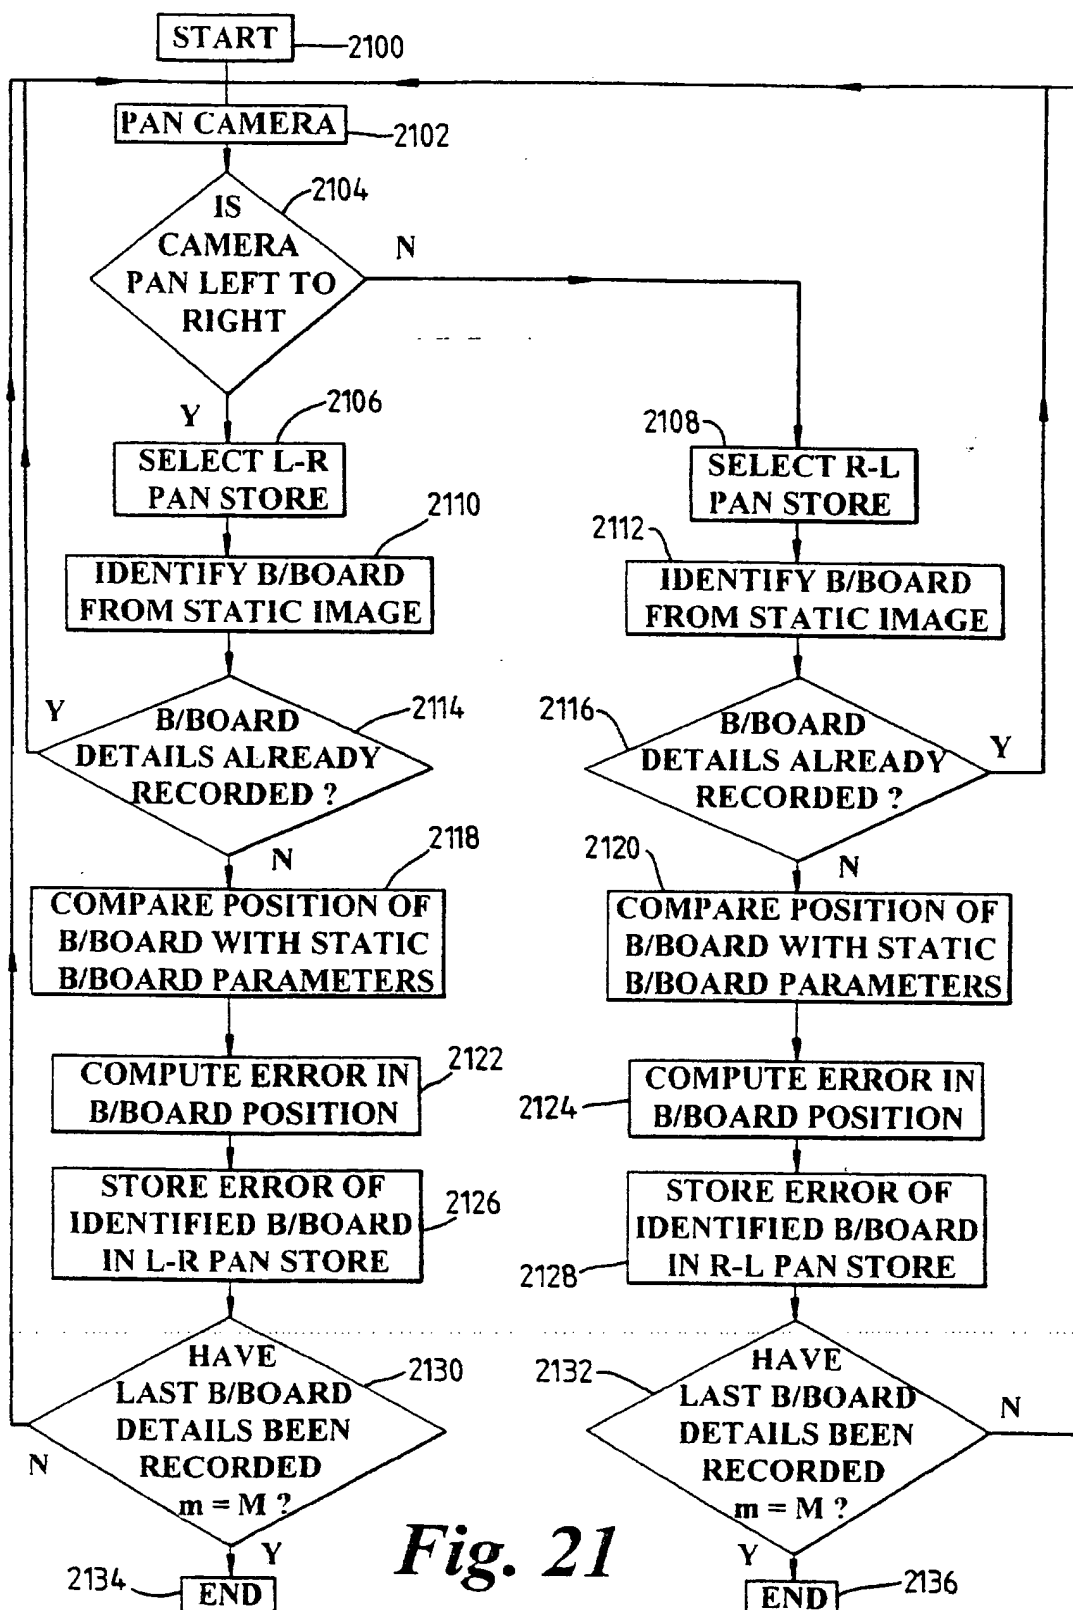 START
2100
PAN CAMERA
2102
2104
IS
CAMERA
PAN LEFT TO
RIGHT
N
Y
2106
SELECT L-R
PAN STORE
2108
SELECT R-L
PAN STORE
2110
IDENTIFY B/BOARD
FROM STATIC IMAGE
2112
IDENTIFY B/BOARD
FROM STATIC IMAGE
Y
2114
B/BOARD
DETAILS ALREADY
RECORDED ?
N
2116
B/BOARD
DETAILS ALREADY
RECORDED ?
Y
N
2118
COMPARE POSITION OF
B/BOARD WITH STATIC
B/BOARD PARAMETERS
2120
COMPARE POSITION OF
B/BOARD WITH STATIC
B/BOARD PARAMETERS
2122
COMPUTE ERROR IN
B/BOARD POSITION
2124
COMPUTE ERROR IN
B/BOARD POSITION
STORE ERROR OF
IDENTIFIED B/BOARD
IN L-R PAN STORE
2126
STORE ERROR OF
IDENTIFIED B/BOARD
IN R-L PAN STORE
2128
HAVE
LAST B/BOARD
DETAILS BEEN
RECORDED
m = M ?
2130
N
Y
2132
HAVE
LAST B/BOARD
DETAILS BEEN
RECORDED
m = M ?
N
Y
2134
END
Fig. 21
END
2136